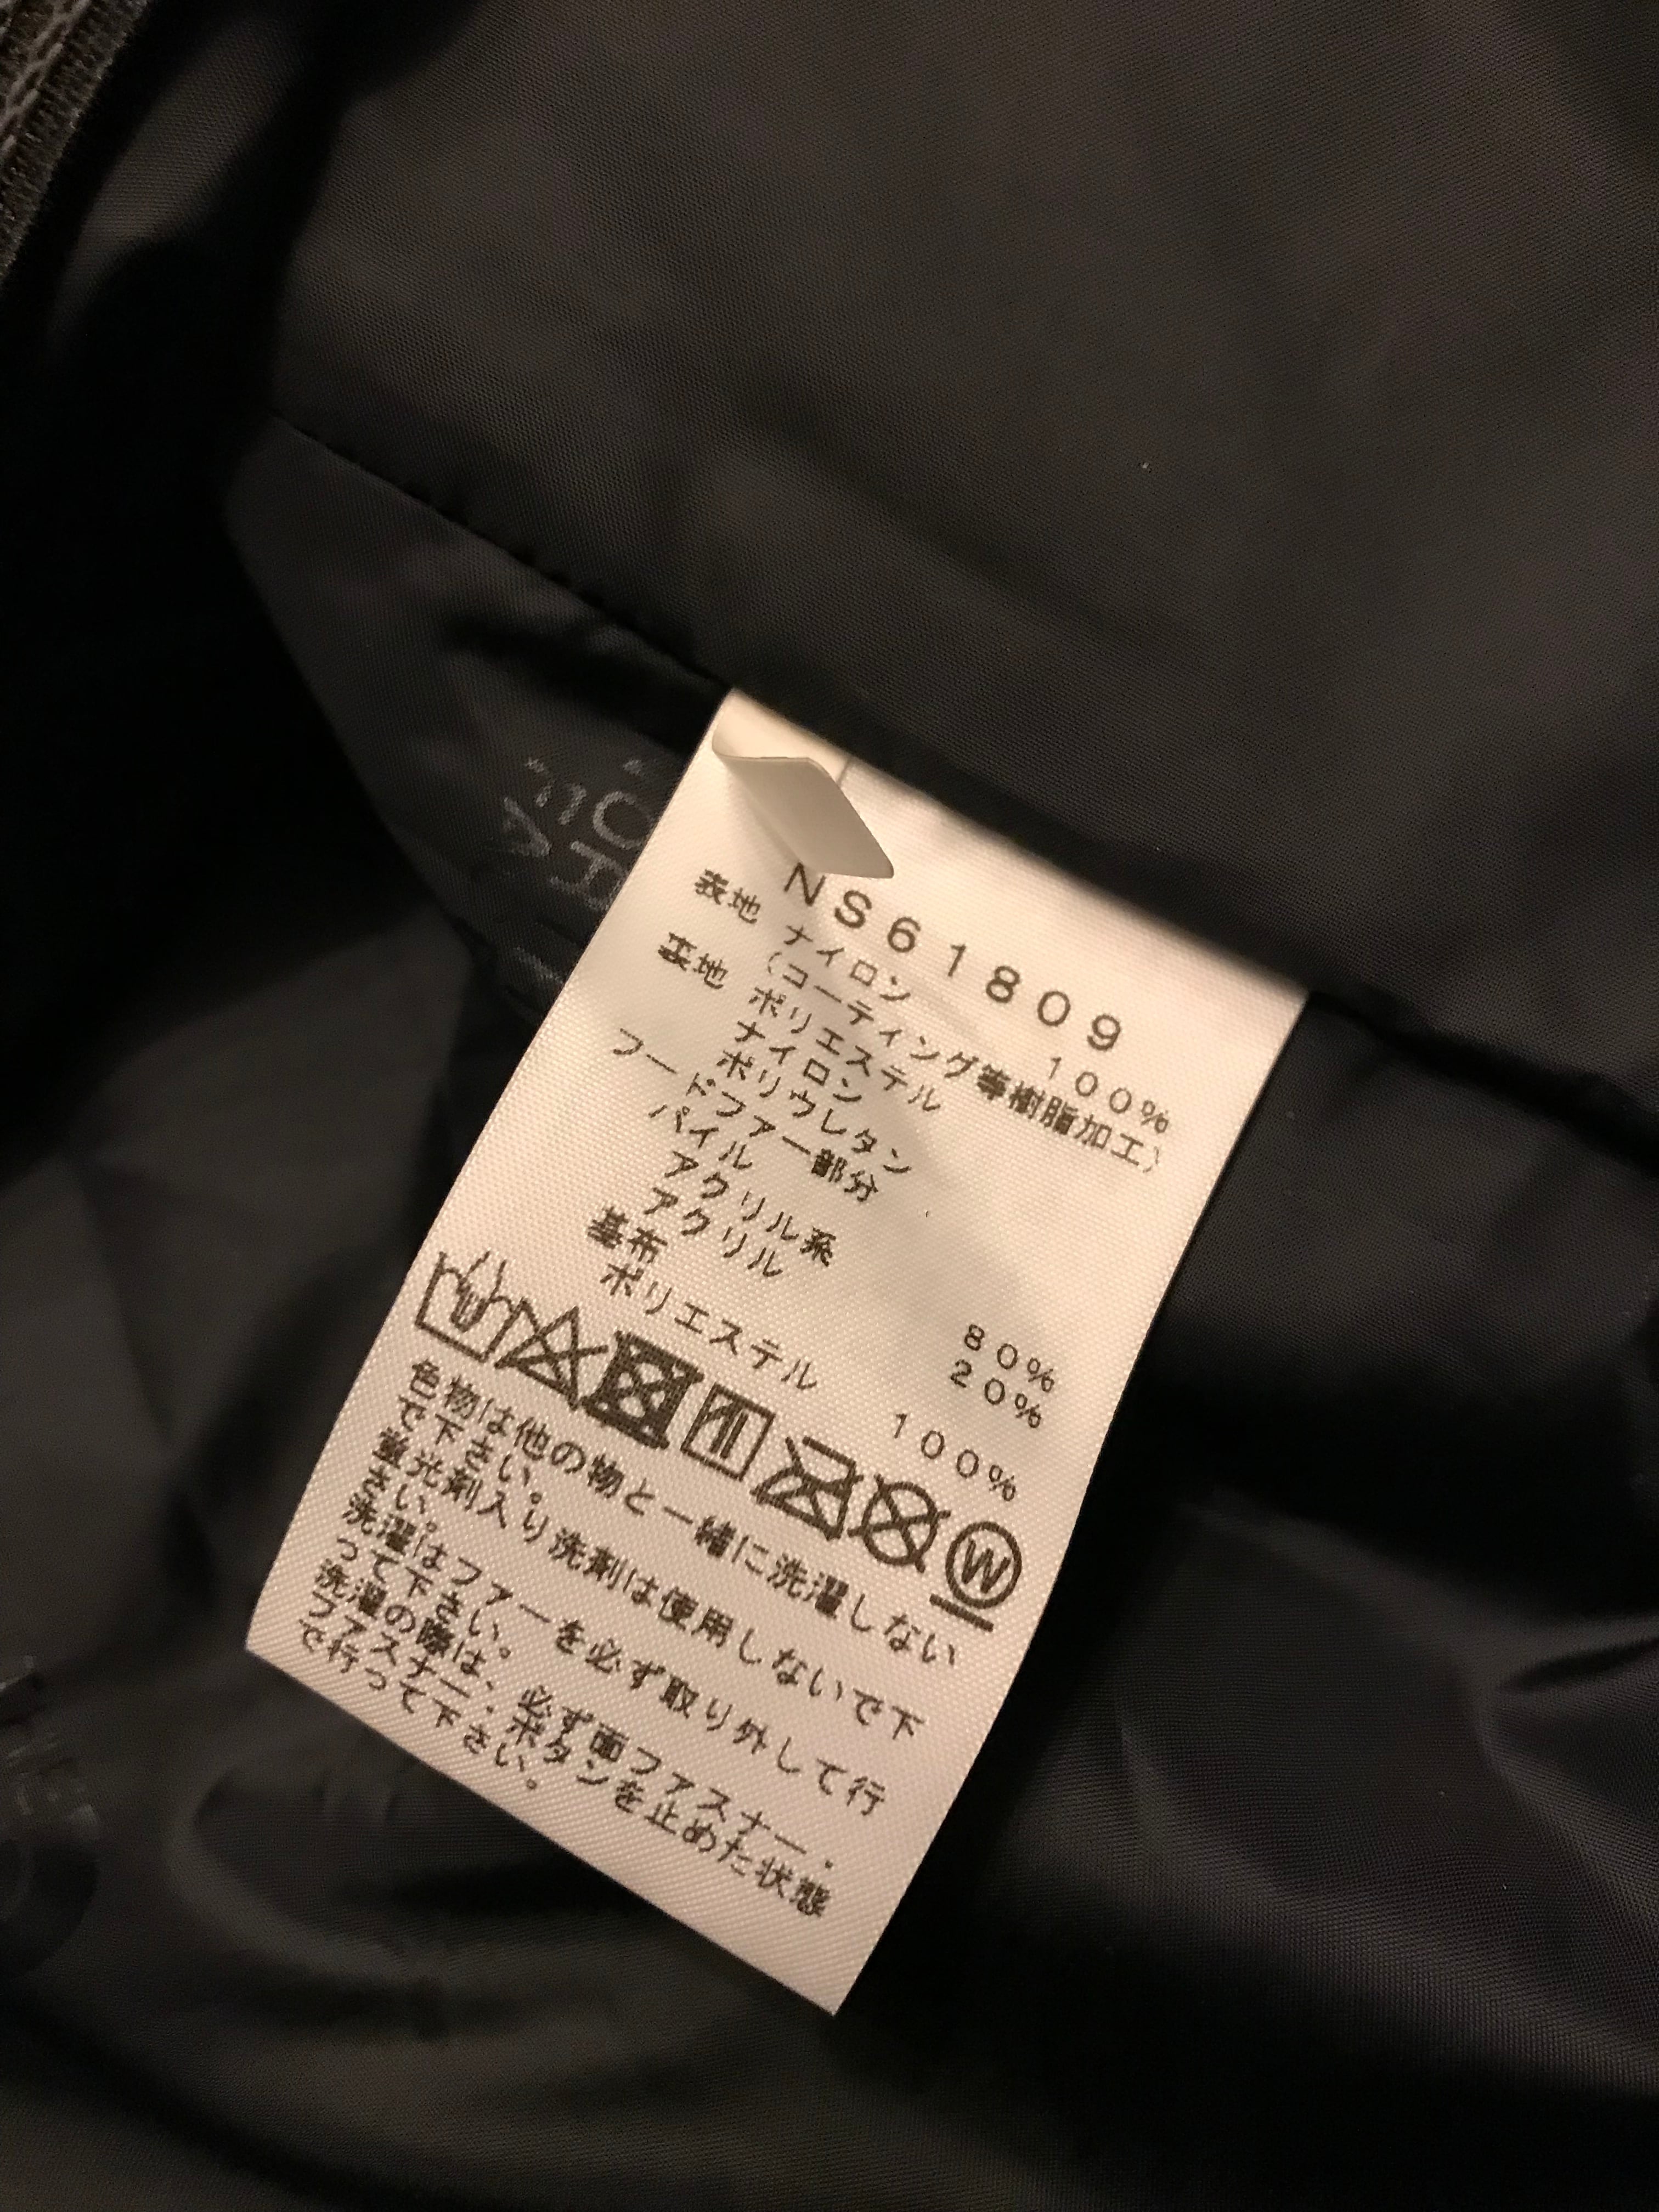 NS61809
表地 ナイロン 100%
(コーティング等樹脂加工)
裏地 ポリエステル
ナイロン
ポリウレタン
フードファー部分
パイル
アクリル系 80%
アクリル 20%
基布
ポリエステル 100%
W
色物は他の物と一緒に洗濯しない
で下さい。
蛍光剤入り洗剤は使用しないで下
さい。
洗濯はファーを必ず取り外して行
って下さい。
洗濯の際は、必ず面ファスナー・
ファスナー・ボタンを止めた状態
で行って下さい。